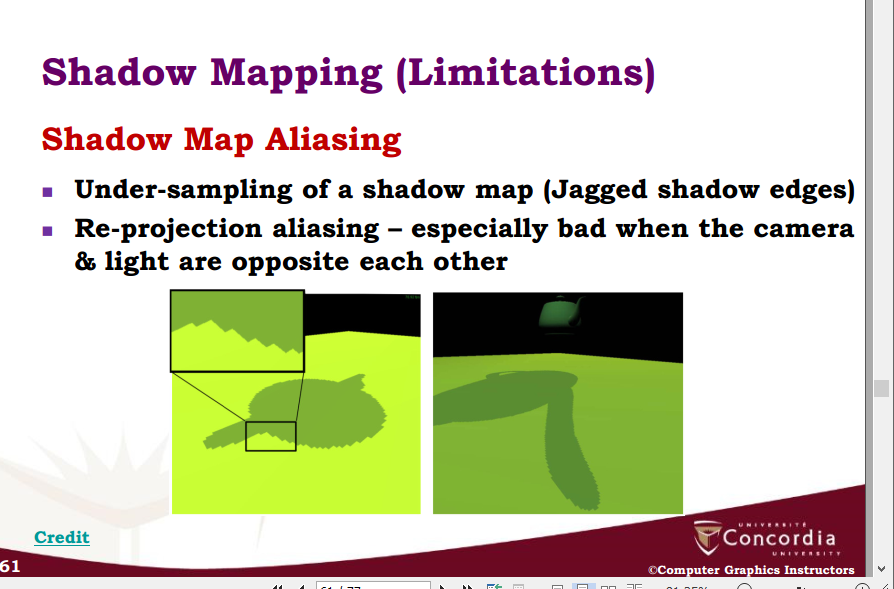 Shadow Mapping (Limitations)
Shadow Map Aliasing
Under-sampling of a shadow map (Jagged shadow edges)
Re-projection aliasing – especially bad when the camera
& light are opposite each other
Credit
UNIVERSITÉ
Concordia
UNIVERSITY
61
©Computer Graphics Instructors